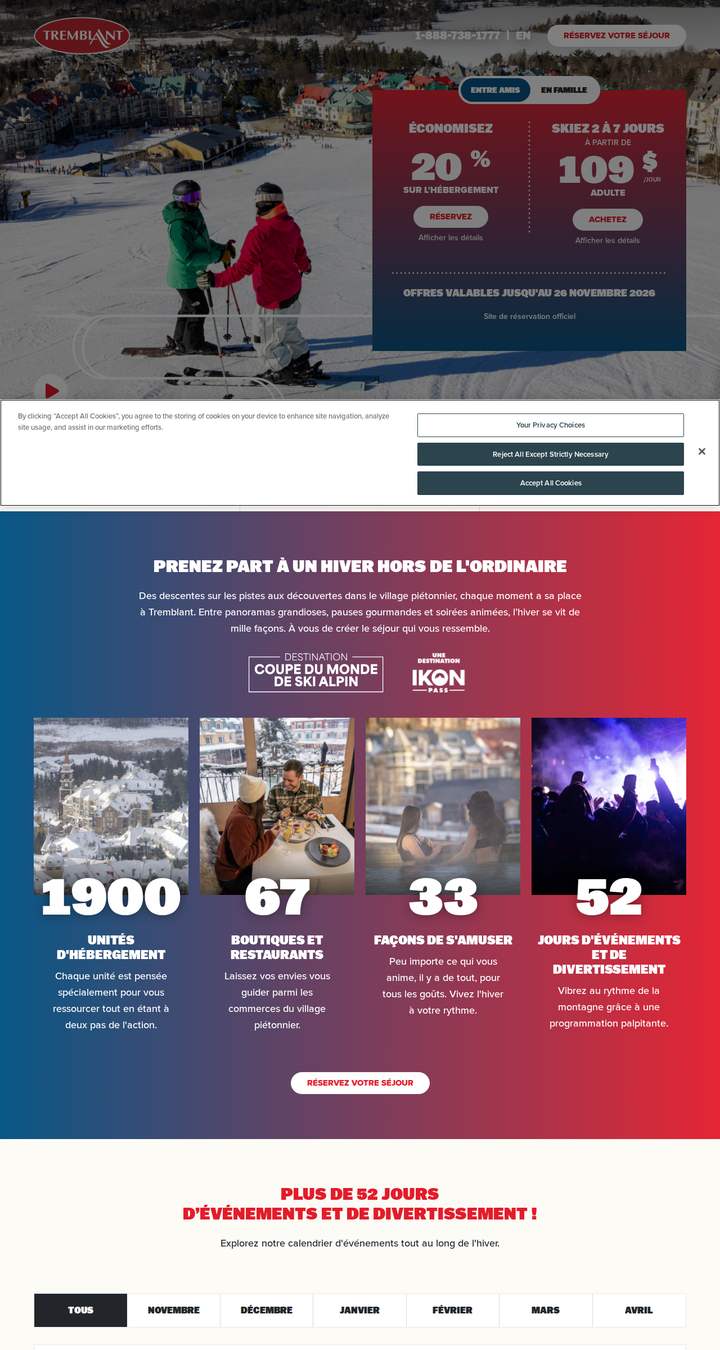 TREMBLANT
1-888-738-1777 | EN
RÉSERVEZ VOTRE SÉJOUR
ENTRE AMIS
EN FAMILLE
ÉCONOMISEZ
20 %
SUR L'HÉBERGEMENT
RÉSERVEZ
Afficher les détails
SKIEZ 2 À 7 JOURS
À PARTIR DE
109 $
/JOUR
ADULTE
ACHETEZ
Afficher les détails
OFFRES VALABLES JUSQU'AU 26 NOVEMBRE 2026
Site de réservation officiel
By clicking “Accept All Cookies”, you agree to the storing of cookies on your device to enhance site navigation, analyze
site usage, and assist in our marketing efforts.
Your Privacy Choices
Reject All Except Strictly Necessary
Accept All Cookies
PRENEZ PART À UN HIVER HORS DE L'ORDINAIRE
Des descentes sur les pistes aux découvertes dans le village piétonnier, chaque moment a sa place
à Tremblant. Entre panoramas grandioses, pauses gourmandes et soirées animées, l'hiver se vit de
mille façons. À vous de créer le séjour qui vous ressemble.
DESTINATION
COUPE DU MONDE
DE SKI ALPIN
UNE
DESTINATION
IKON
PASS
1900
UNITÉS
D'HÉBERGEMENT
Chaque unité est pensée
spécialement pour vous
ressourcer tout en étant à
deux pas de l'action.
67
BOUTIQUES ET
RESTAURANTS
Laissez vos envies vous
guider parmi les
commerces du village
piétonnier.
33
FAÇONS DE S'AMUSER
Peu importe ce qui vous
anime, il y a de tout, pour
tous les goûts. Vivez l'hiver
à votre rythme.
52
JOURS D'ÉVÉNEMENTS
ET DE
DIVERTISSEMENT
Vibrez au rythme de la
montagne grâce à une
programmation palpitante.
RÉSERVEZ VOTRE SÉJOUR
PLUS DE 52 JOURS
D’ÉVÉNEMENTS ET DE DIVERTISSEMENT !
Explorez notre calendrier d'événements tout au long de l'hiver.
TOUS
NOVEMBRE
DÉCEMBRE
JANVIER
FÉVRIER
MARS
AVRIL